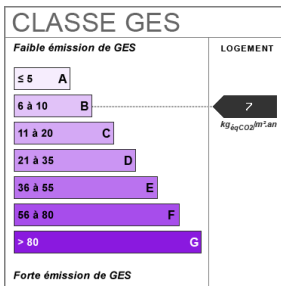 CLASSE GES
Faible émission de GES
LOGEMENT
≤ 5 A
6 à 10 B
7
kgéqCO2/m².an
11 à 20 C
21 à 35 D
36 à 55 E
56 à 80 F
> 80 G
Forte émission de GES